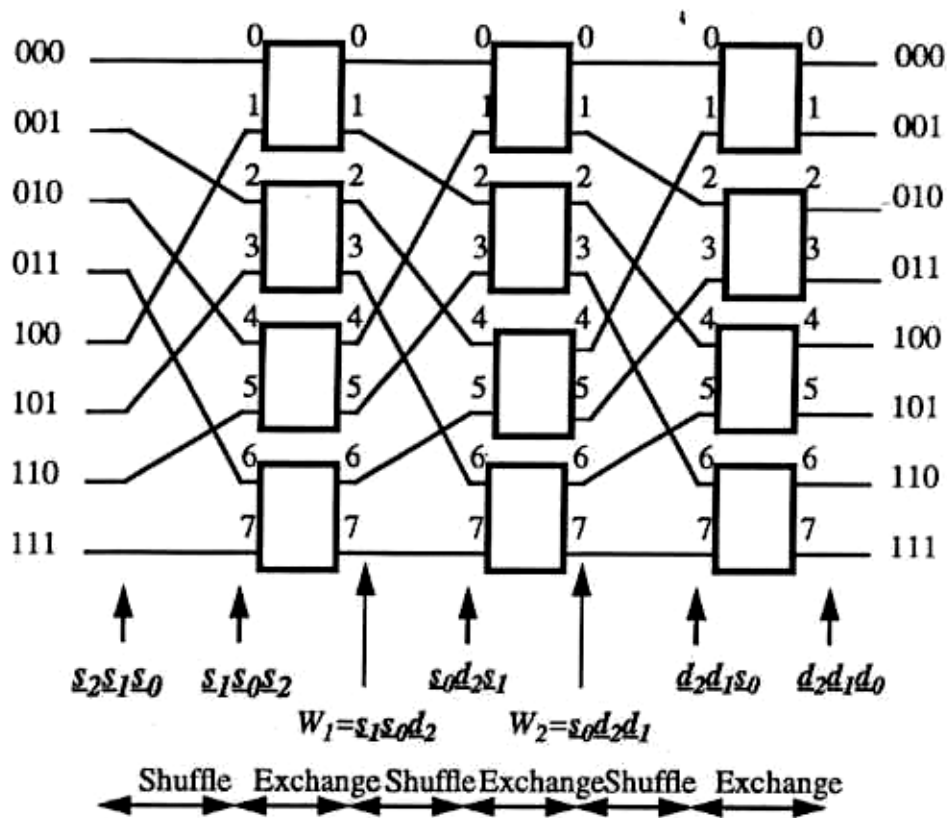 0 0 0 0 0 0
000 000
1 1 1 1 1 1
001 001
2 2 2 2 2 2
010 010
3 3 3 3 3 3
011 011
4 4 4 4 4 4
100 100
5 5 5 5 5 5
101 101
6 6 6 6 6 6
110 110
7 7 7 7 7 7
111 111
s₂s₁s₀ s₁s₀s₂ s₀d₂s₁ d₂d₁s₀ d₂d₁d₀
W₁=s₁s₀d₂ W₂=s₀d₂d₁
Shuffle Exchange Shuffle Exchange Shuffle Exchange